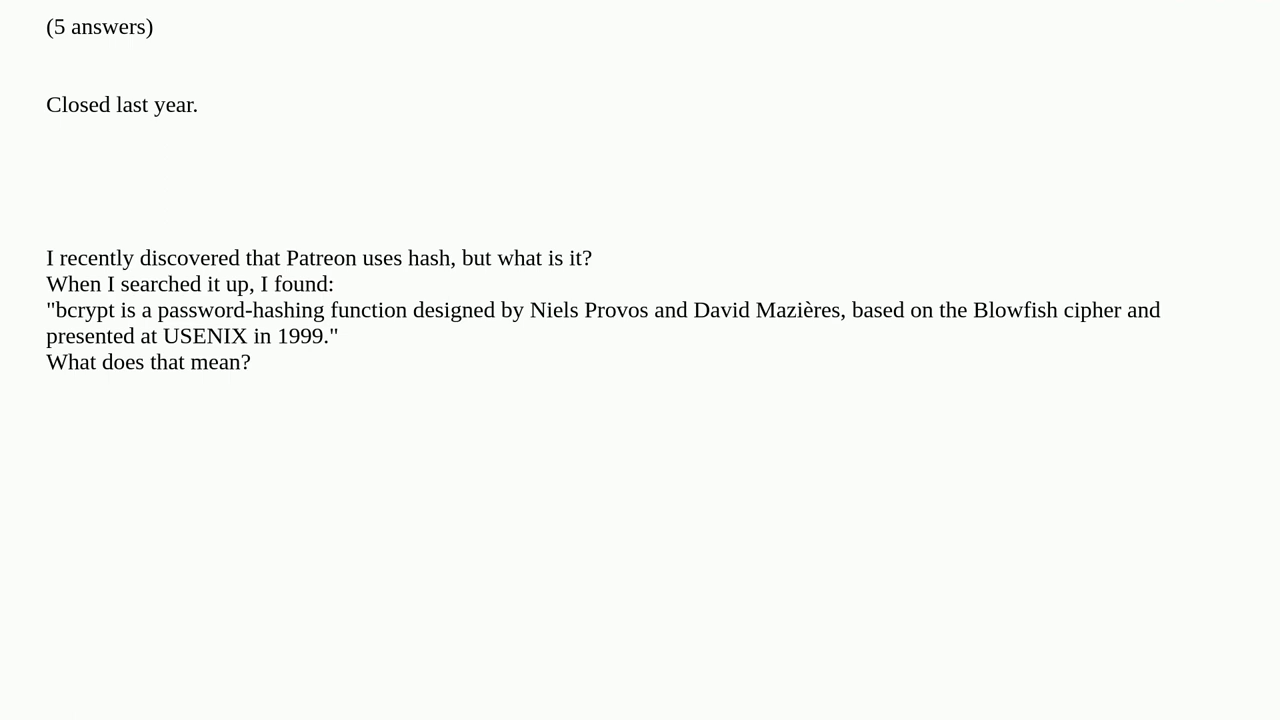 (5 answers)
Closed last year.
I recently discovered that Patreon uses hash, but what is it?
When I searched it up, I found:
"bcrypt is a password-hashing function designed by Niels Provos and David Mazières, based on the Blowfish cipher and
presented at USENIX in 1999."
What does that mean?